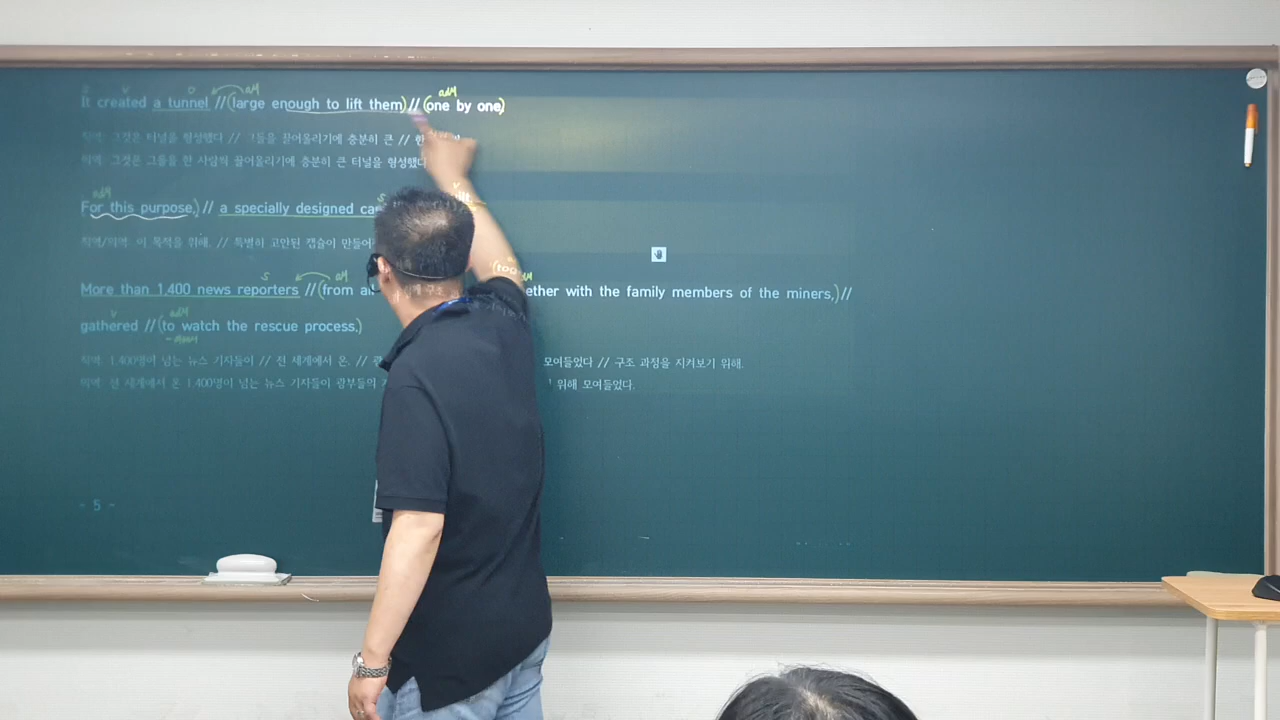 S V O adj adv
It created a tunnel //(large enough to lift them)//(one by one)
직역: 그것은 터널을 형성했다 // 그들을 끌어올리기에 충분히 큰 // 한
의역: 그것은 그들을 한 사람씩 끌어올리기에 충분히 큰 터널을 형성했다
adv S V
For this purpose,) // a specially designed
직역/의역: 이 목적을 위해, // 특별히 고안된 캡슐이
S adj
More than 1,400 news reporters //(from with the family members of the miners,)//
V adv
gathered //(to watch the rescue process.)
직역: 1,400명이 넘는 뉴스 기자들이 // 전 세계에서 온, // 모여들었다 // 구조 과정을 지켜보기 위해.
의역: 전 세계에서 온 1,400명이 넘는 뉴스 기자들이 광부들의 위해 모여들었다.
- 5 -